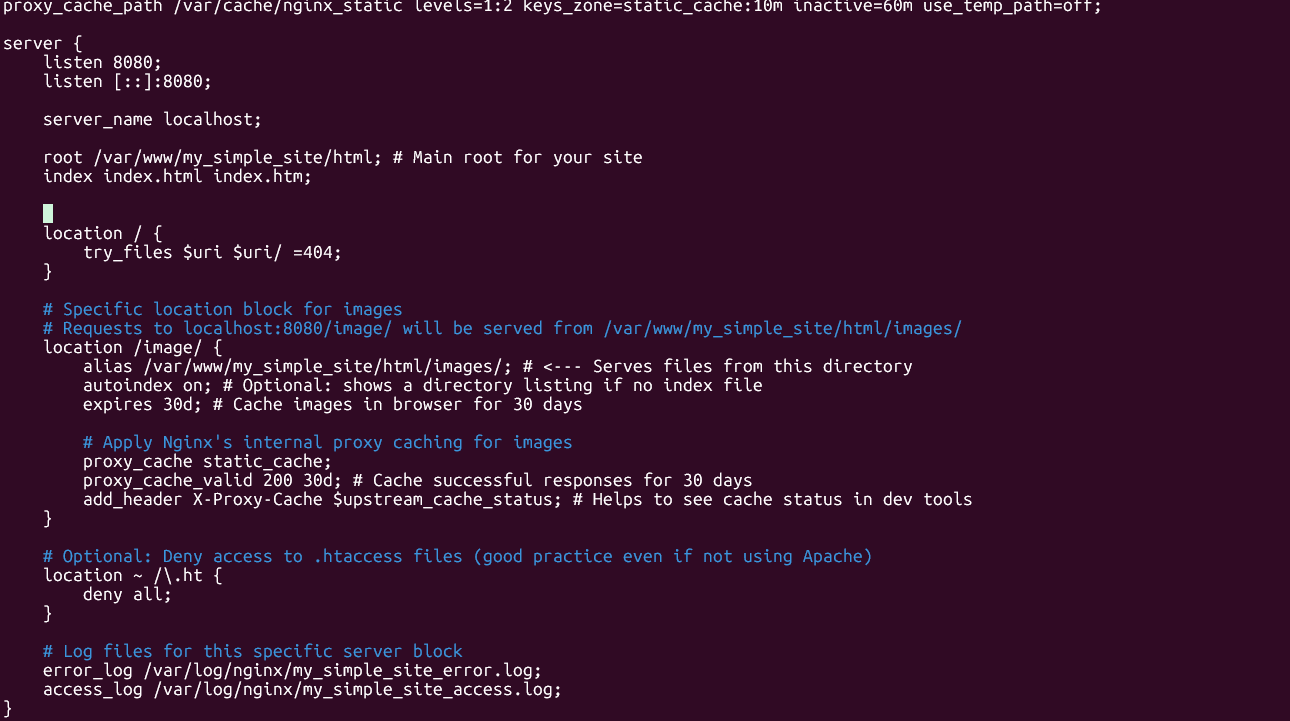 proxy_cache_path /var/cache/nginx_static levels=1:2 keys_zone=static_cache:10m inactive=60m use_temp_path=off;
server {
    listen 8080;
    listen [::]:8080;
    server_name localhost;
    root /var/www/my_simple_site/html; # Main root for your site
    index index.html index.htm;
    location / {
        try_files $uri $uri/ =404;
    }
    # Specific location block for images
    # Requests to localhost:8080/image/ will be served from /var/www/my_simple_site/html/images/
    location /image/ {
        alias /var/www/my_simple_site/html/images/; # <--- Serves files from this directory
        autoindex on; # Optional: shows a directory listing if no index file
        expires 30d; # Cache images in browser for 30 days
        # Apply Nginx's internal proxy caching for images
        proxy_cache static_cache;
        proxy_cache_valid 200 30d; # Cache successful responses for 30 days
        add_header X-Proxy-Cache $upstream_cache_status; # Helps to see cache status in dev tools
    }
    # Optional: Deny access to .htaccess files (good practice even if not using Apache)
    location ~ /\.ht {
        deny all;
    }
    # Log files for this specific server block
    error_log /var/log/nginx/my_simple_site_error.log;
    access_log /var/log/nginx/my_simple_site_access.log;
}